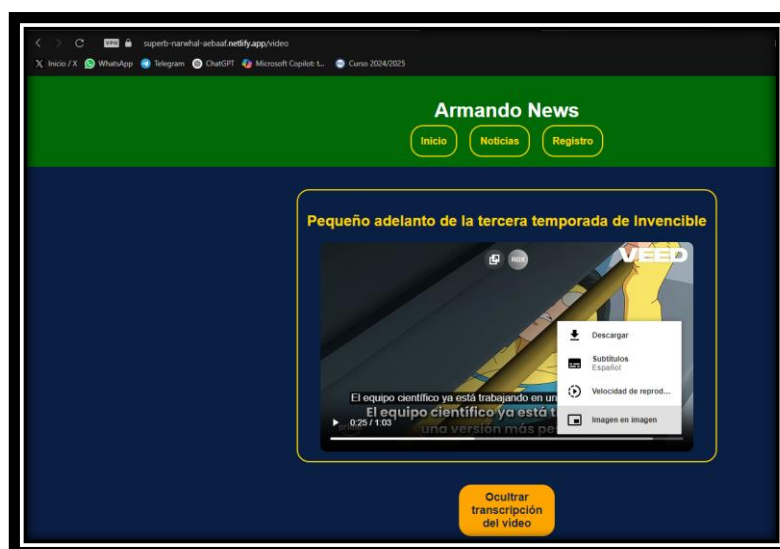 VPN superb-narwhal-aebaaf.netlify.app/video
Inicio / X WhatsApp Telegram ChatGPT Microsoft Copilot: t... Curso 2024/2025
Armando News
Inicio Noticias Registro
Pequeño adelanto de la tercera temporada de Invencible
VEED
Descargar
Subtítulos
Español
Velocidad de reprod...
Imagen en imagen
El equipo científico ya está trabajando en un
El equipo científico ya está t
una versión más pe
0:25 / 1:03
Ocultrar
transcripción
del vídeo